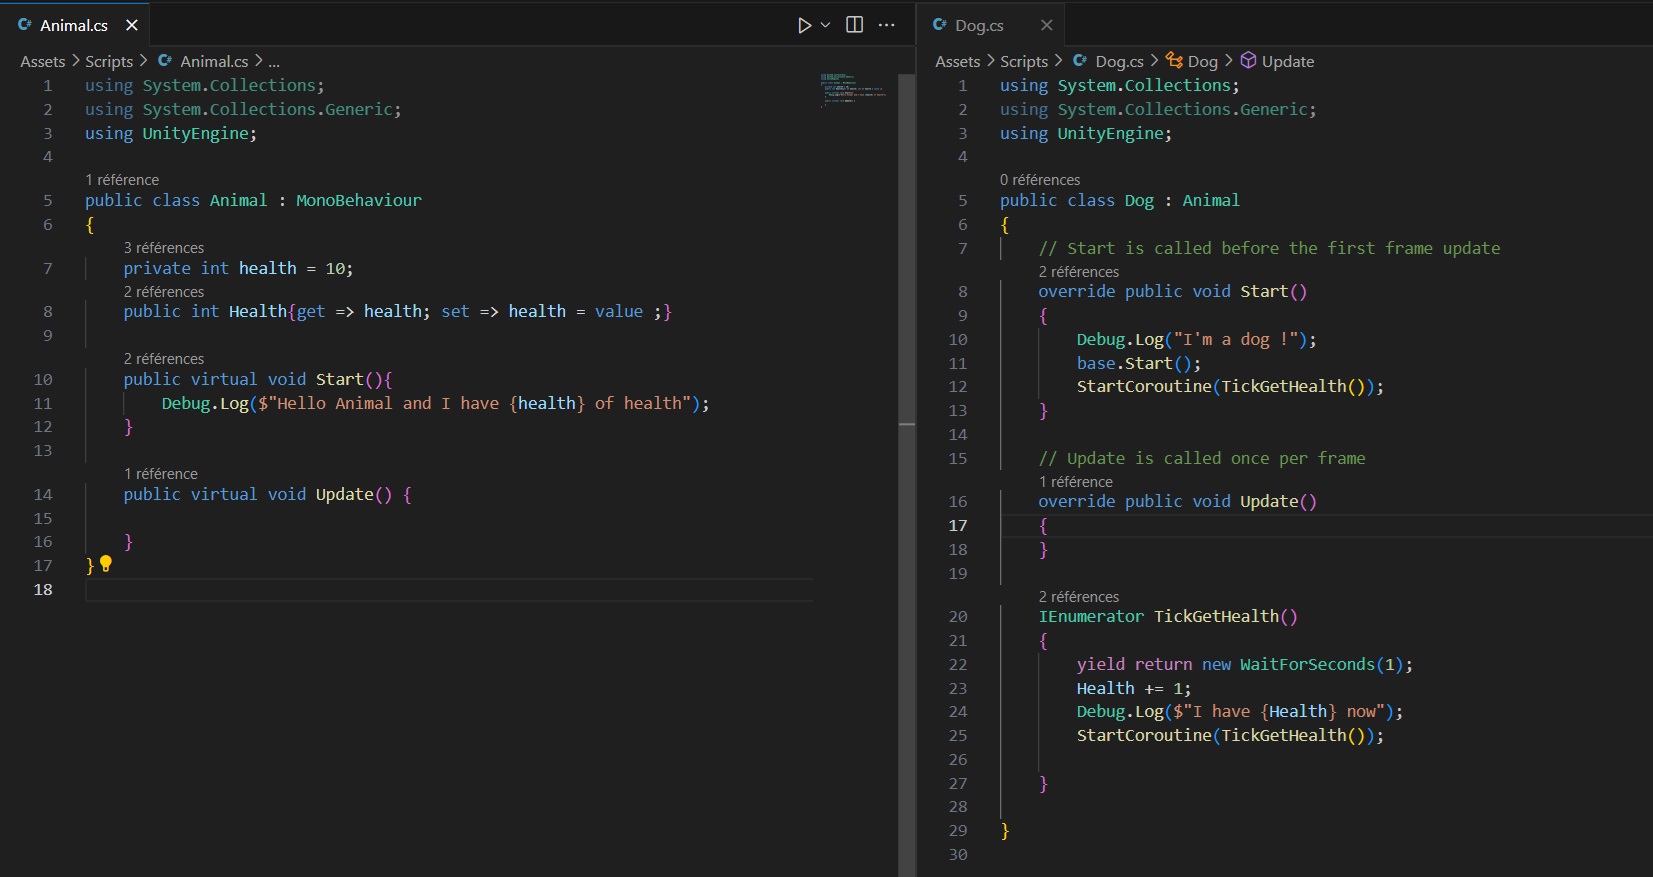 Animal.cs
Assets > Scripts > Animal.cs > ...
1 using System.Collections;
2 using System.Collections.Generic;
3 using UnityEngine;
4
1 référence
5 public class Animal : MonoBehaviour
6 {
3 références
7 private int health = 10;
2 références
8 public int Health{get => health; set => health = value ;}
9
2 références
10 public virtual void Start(){
11 Debug.Log($"Hello Animal and I have {health} of health");
12 }
13
1 référence
14 public virtual void Update() {
15
16 }
17 }
18
Dog.cs
Assets > Scripts > Dog.cs > Dog > Update
1 using System.Collections;
2 using System.Collections.Generic;
3 using UnityEngine;
4
0 références
5 public class Dog : Animal
6 {
7 // Start is called before the first frame update
2 références
8 override public void Start()
9 {
10 Debug.Log("I'm a dog !");
11 base.Start();
12 StartCoroutine(TickGetHealth());
13 }
14
15 // Update is called once per frame
1 référence
16 override public void Update()
17 {
18 }
19
2 références
20 IEnumerator TickGetHealth()
21 {
22 yield return new WaitForSeconds(1);
23 Health += 1;
24 Debug.Log($"I have {Health} now");
25 StartCoroutine(TickGetHealth());
26
27 }
28
29 }
30